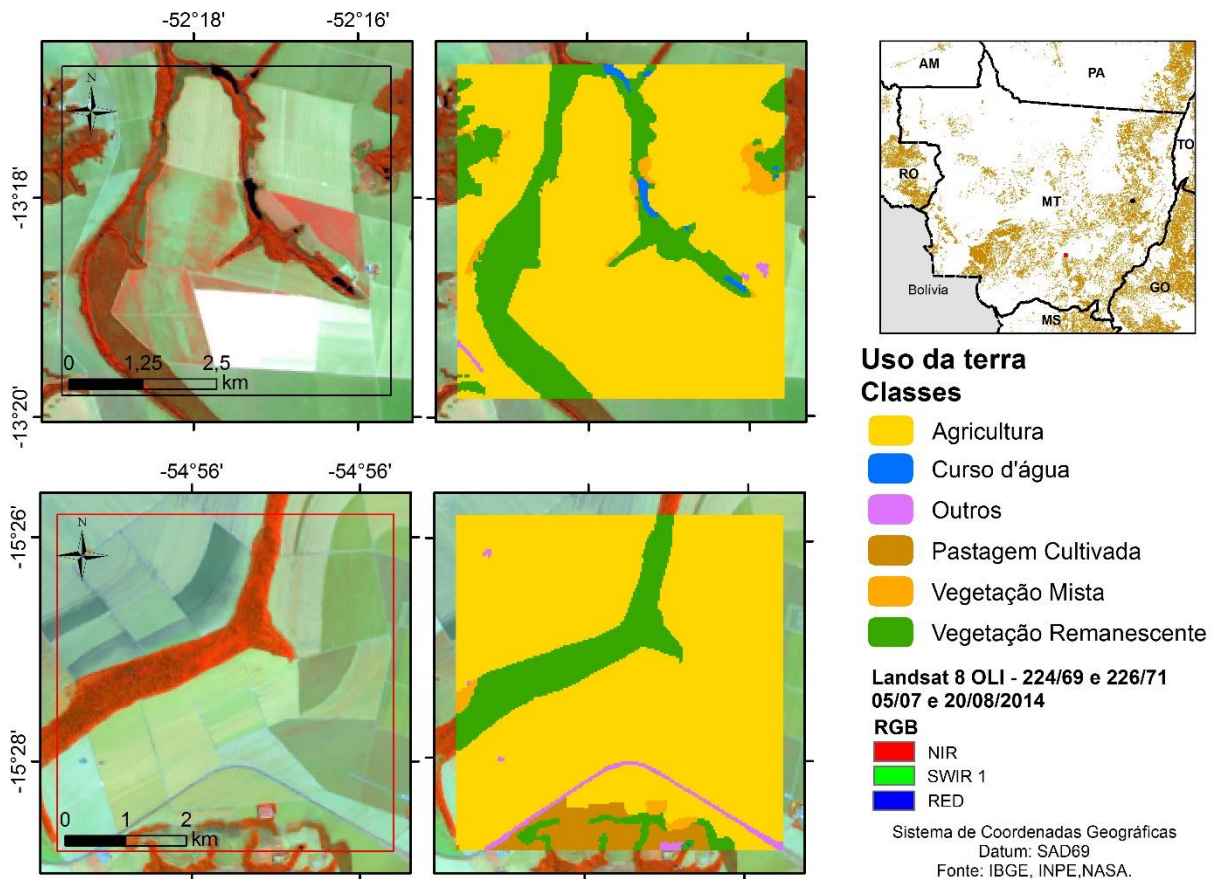 -52°18' -52°16'
N
-13°18'
-13°20'
0 1,25 2,5
km
AM
PA
TO
RO
MT
Bolívia
GO
MS
Uso da terra
Classes
Agricultura
Curso d'água
Outros
Pastagem Cultivada
Vegetação Mista
Vegetação Remanescente
Landsat 8 OLI - 224/69 e 226/71
05/07 e 20/08/2014
RGB
NIR
SWIR 1
RED
Sistema de Coordenadas Geográficas
Datum: SAD69
Fonte: IBGE, INPE,NASA.
-54°56' -54°56'
N
-15°26'
-15°28'
0 1 2
km